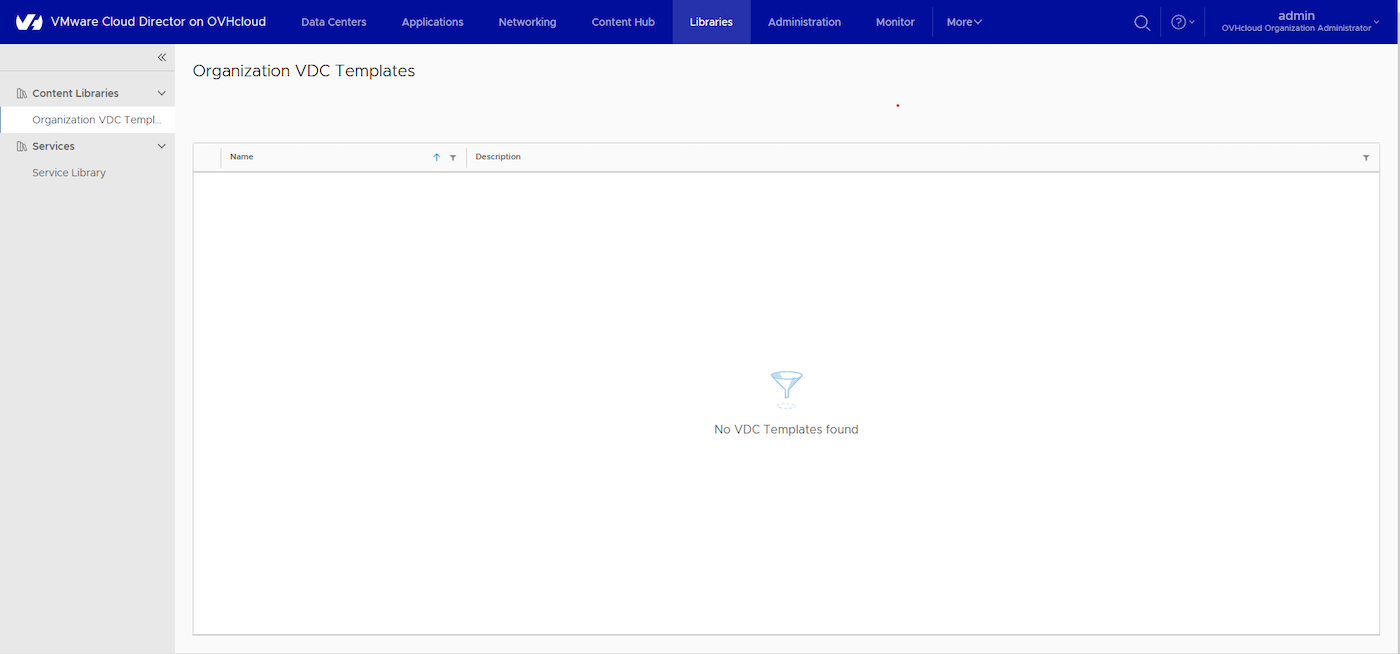 VMware Cloud Director on OVHcloud
Data Centers
Applications
Networking
Content Hub
Libraries
Administration
Monitor
More
admin
OVHcloud Organization Administrator
Organization VDC Templates
Content Libraries
Organization VDC Templ...
Services
Service Library
Name
Description
No VDC Templates found